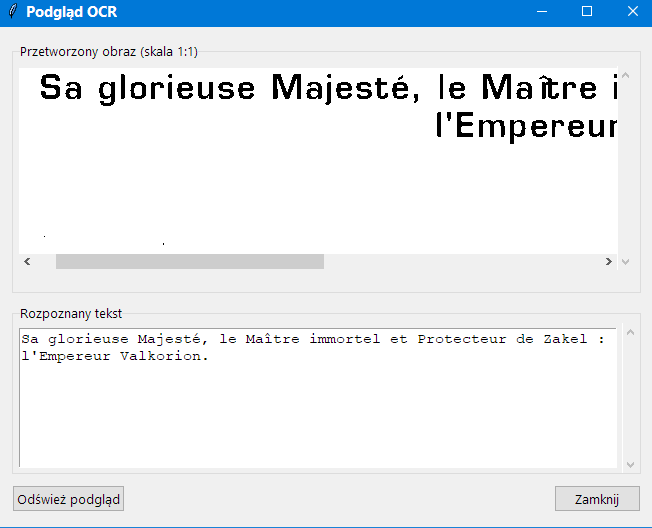 Podgląd OCR
Przetworzony obraz (skala 1:1)
Sa glorieuse Majesté, le Maître i
l'Empereur
Rozpoznany tekst
Sa glorieuse Majesté, le Maître immortel et Protecteur de Zakel :
l'Empereur Valkorion.
Odśwież podgląd
Zamknij